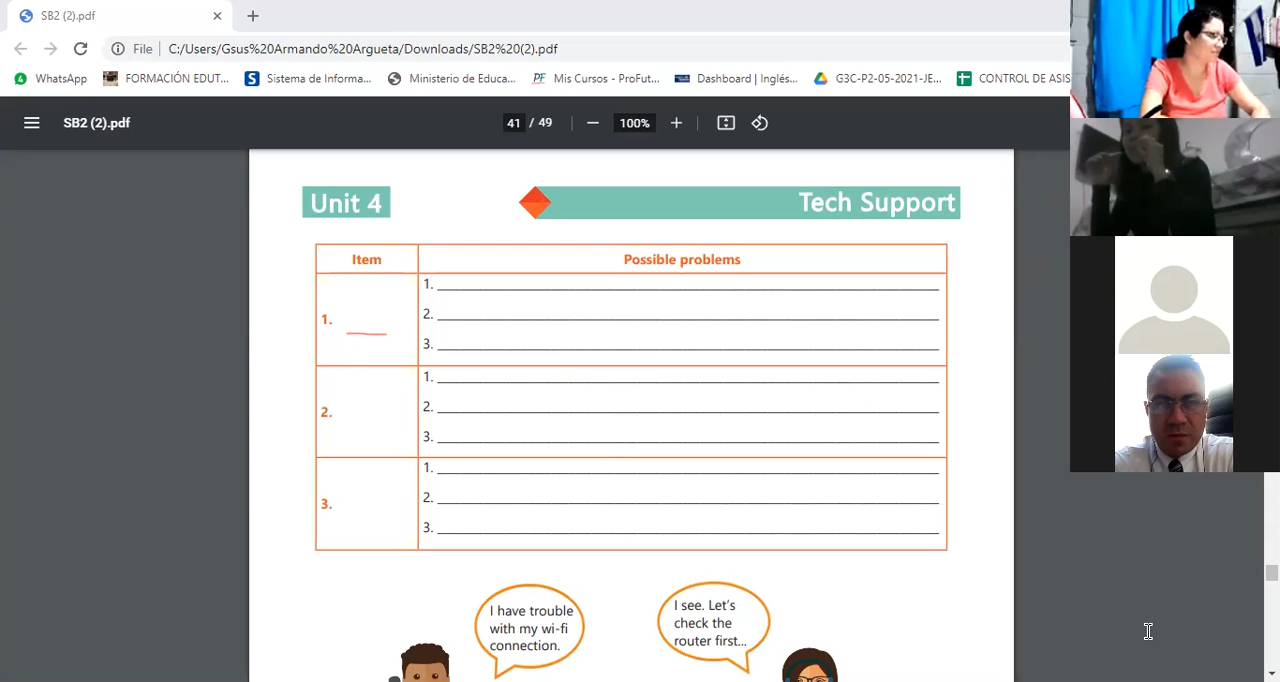 SB2 (2).pdf
File
C:/Users/Gsus%20Armando%20Argueta/Downloads/SB2%20(2).pdf
WhatsApp
FORMACIÓN EDUT...
Sistema de Informa...
Ministerio de Educa...
PF Mis Cursos - ProFut...
Dashboard | Inglés...
G3C-P2-05-2021-JE...
CONTROL DE ASIS
SB2 (2).pdf
41 / 49
100%
Unit 4
Tech Support
Item
Possible problems
1.
1.
2.
3.
2.
1.
2.
3.
3.
1.
2.
3.
I have trouble
with my wi-fi
connection.
I see. Let's
check the
router first...